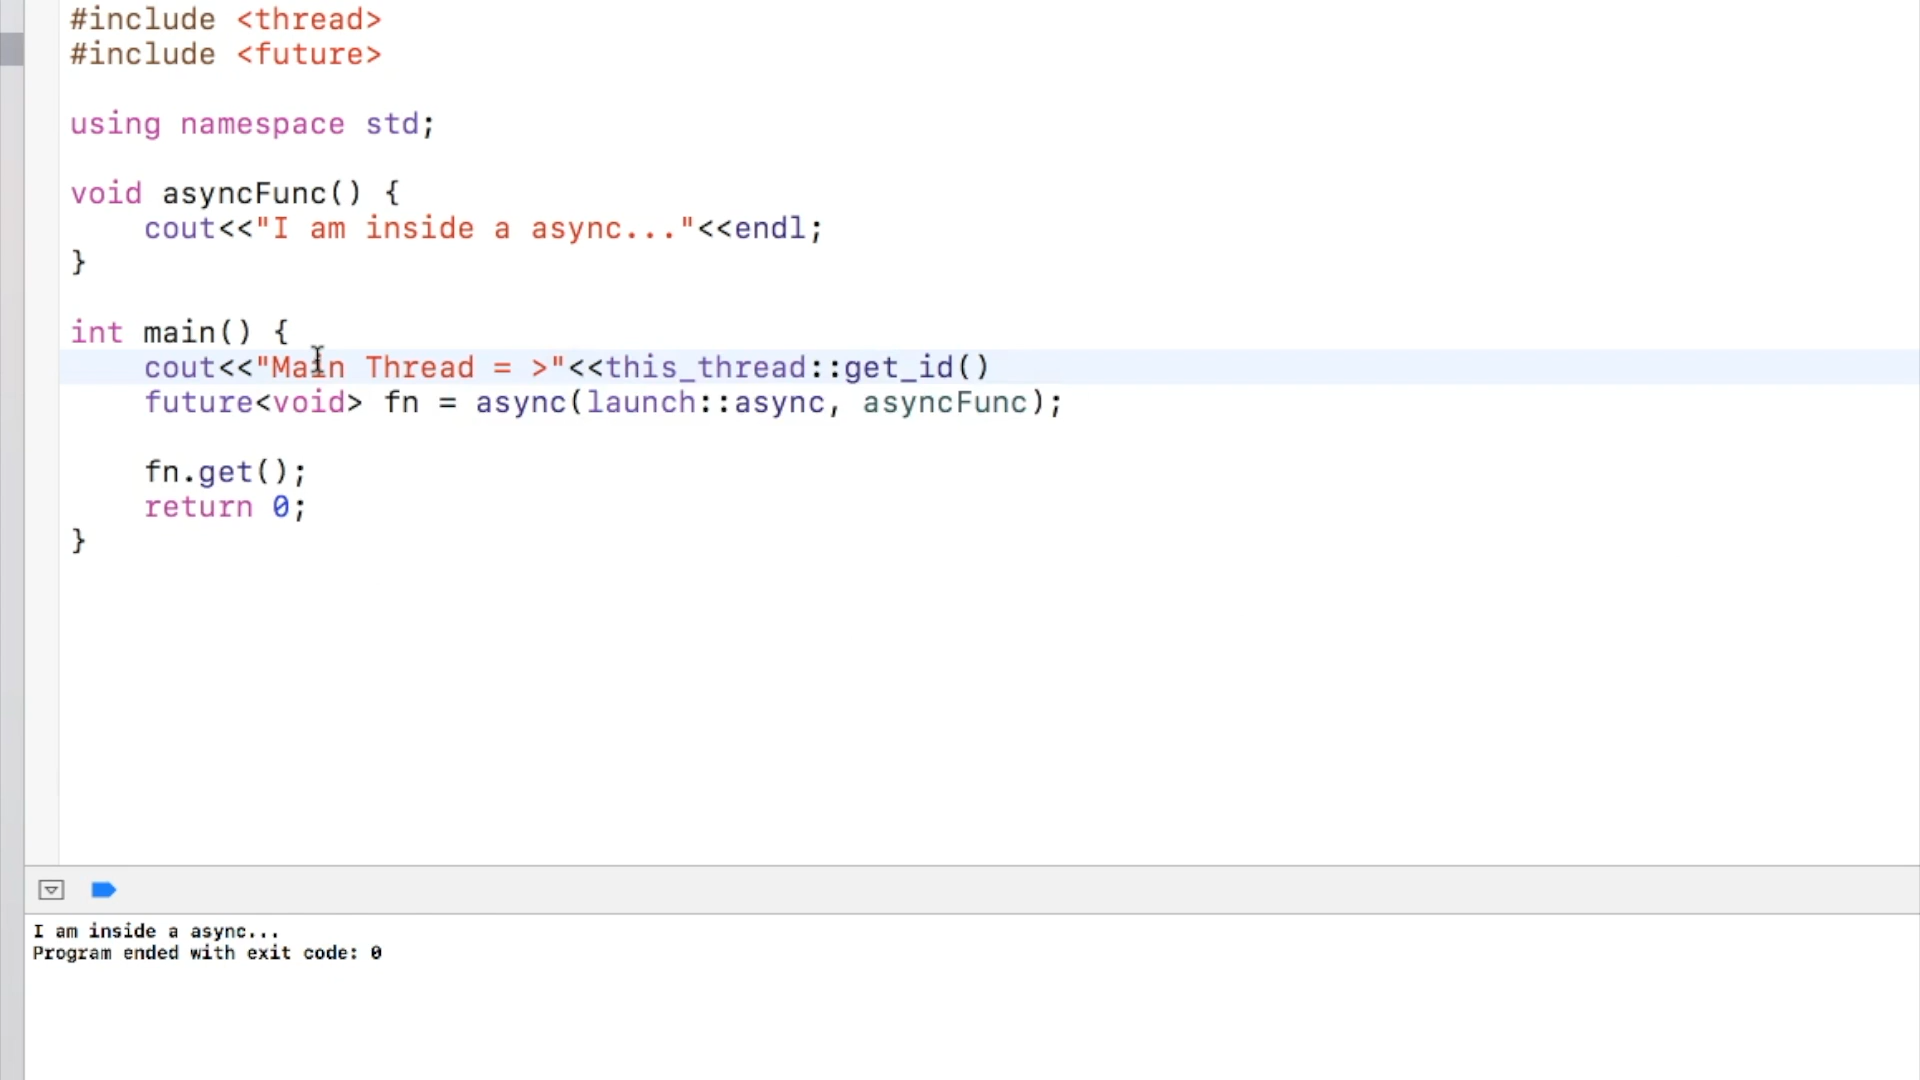 #include <thread>
#include <future>
using namespace std;
void asyncFunc() {
    cout<<"I am inside a async..."<<endl;
}
int main() {
    cout<<"Main Thread = >"<<this_thread::get_id()
    future<void> fn = async(launch::async, asyncFunc);
    fn.get();
    return 0;
}
I am inside a async...
Program ended with exit code: 0